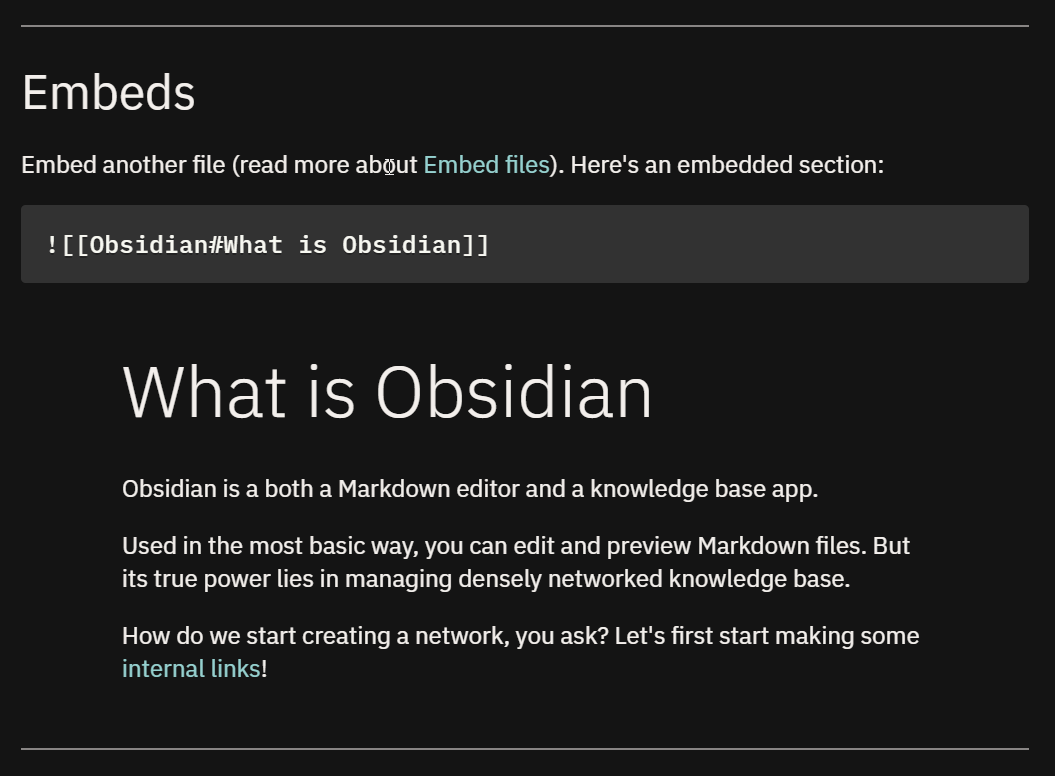 Embeds
Embed another file (read more about Embed files). Here's an embedded section:
![[Obsidian#What is Obsidian]]
What is Obsidian
Obsidian is a both a Markdown editor and a knowledge base app.
Used in the most basic way, you can edit and preview Markdown files. But
its true power lies in managing densely networked knowledge base.
How do we start creating a network, you ask? Let's first start making some
internal links!